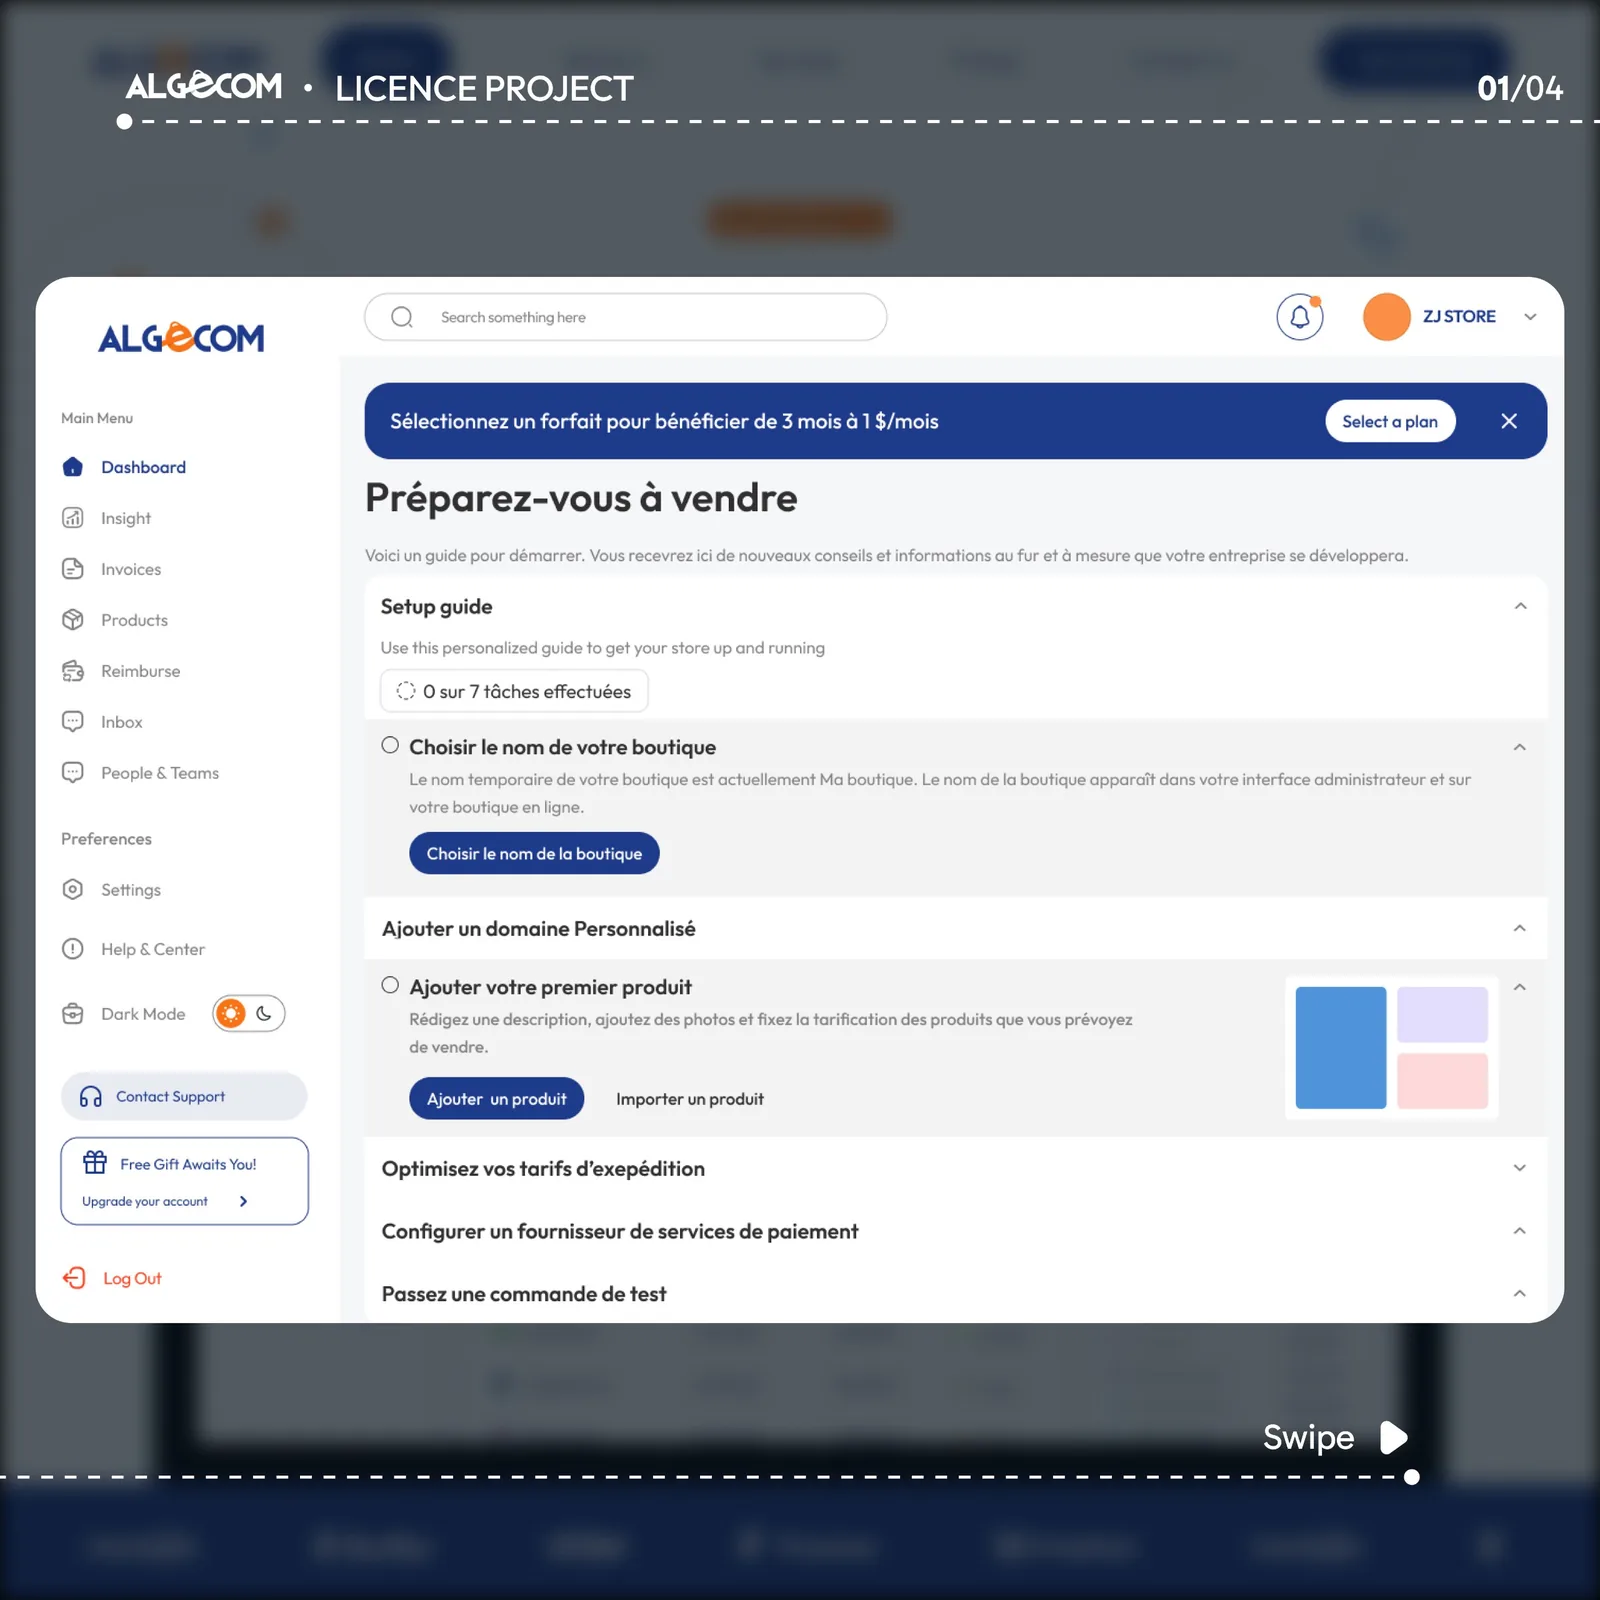 ALGeCOM • LICENCE PROJECT
01/04
ALGeCOM
Search something here
ZJ STORE
Main Menu
Dashboard
Insight
Invoices
Products
Reimburse
Inbox
People & Teams
Preferences
Settings
Help & Center
Dark Mode
Contact Support
Free Gift Awaits You!
Upgrade your account
Log Out
Sélectionnez un forfait pour bénéficier de 3 mois à 1 $/mois
Select a plan
Préparez-vous à vendre
Voici un guide pour démarrer. Vous recevrez ici de nouveaux conseils et informations au fur et à mesure que votre entreprise se développera.
Setup guide
Use this personalized guide to get your store up and running
0 sur 7 tâches effectuées
Choisir le nom de votre boutique
Le nom temporaire de votre boutique est actuellement Ma boutique. Le nom de la boutique apparaît dans votre interface administrateur et sur
votre boutique en ligne.
Choisir le nom de la boutique
Ajouter un domaine Personnalisé
Ajouter votre premier produit
Rédigez une description, ajoutez des photos et fixez la tarification des produits que vous prévoyez
de vendre.
Ajouter un produit
Importer un produit
Optimisez vos tarifs d'exepédition
Configurer un fournisseur de services de paiement
Passez une commande de test
Swipe